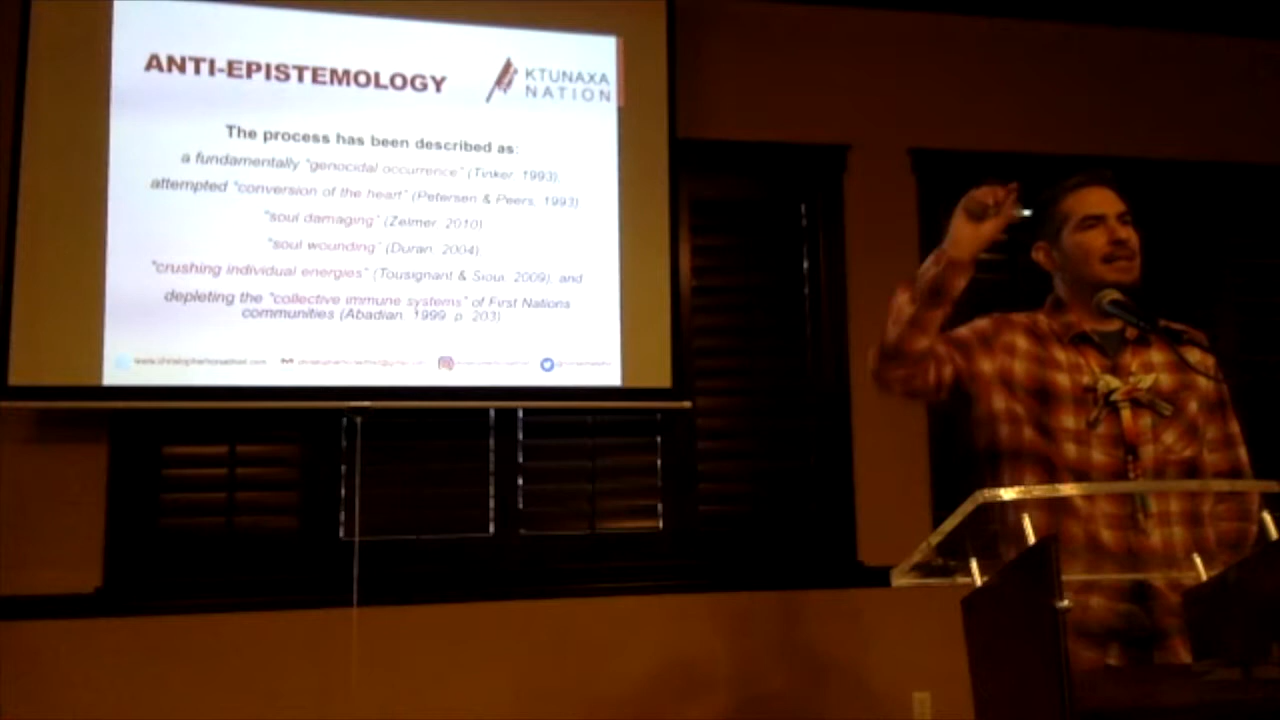 ANTI-EPISTEMOLOGY
KTUNAXA
NATION
The process has been described as:
a fundamentally "genocidal occurrence" (Tinker, 1993),
attempted "conversion of the heart" (Petersen & Peers, 1993)
"soul damaging" (Zelmer, 2010)
"soul wounding" (Duran, 2004),
"crushing individual energies" (Tousignant & Sioui, 2009), and
depleting the "collective immune systems" of First Nations
communities (Abadian, 1999, p. 203)